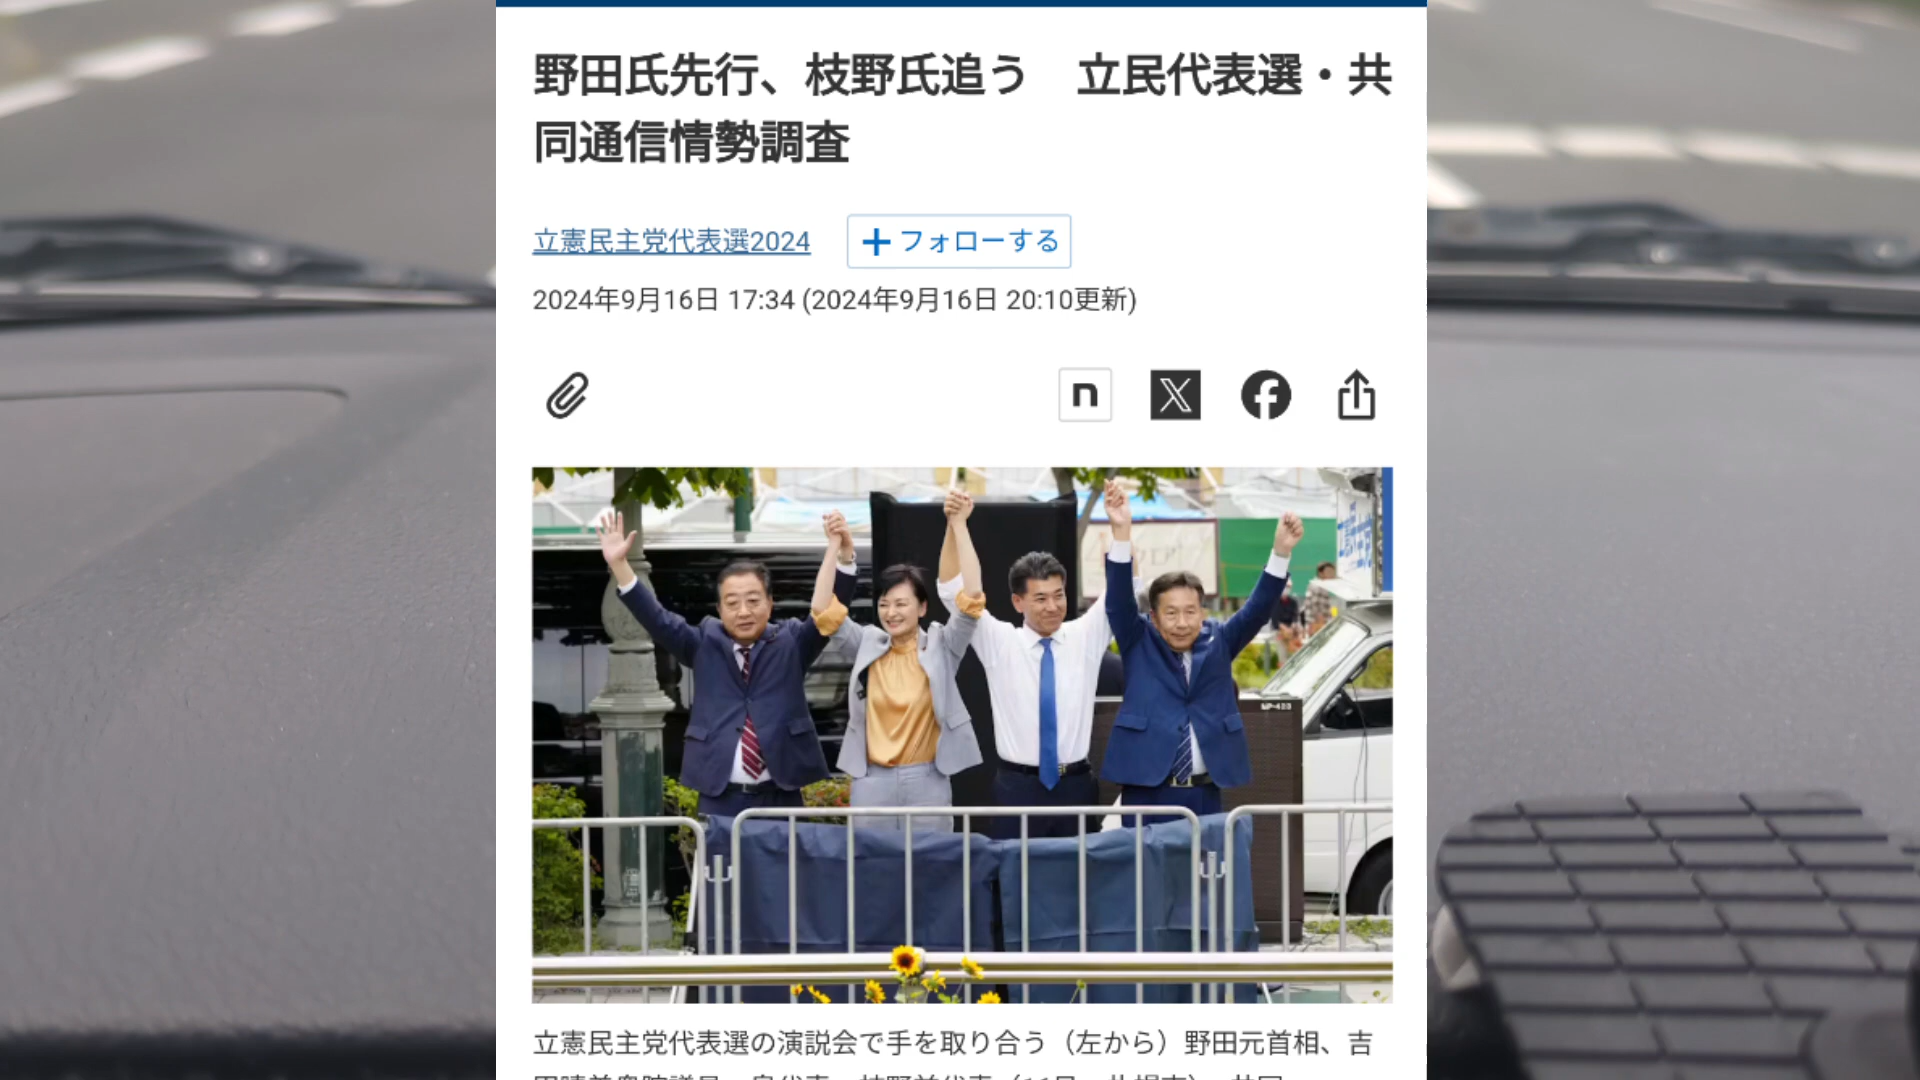 野田氏先行、枝野氏追う　立民代表選・共
同通信情勢調査
立憲民主党代表選2024
＋フォローする
2024年9月16日 17:34 (2024年9月16日 20:10更新)
n
X
f
MP-423
立憲民主党代表選の演説会で手を取り合う（左から）野田元首相、吉